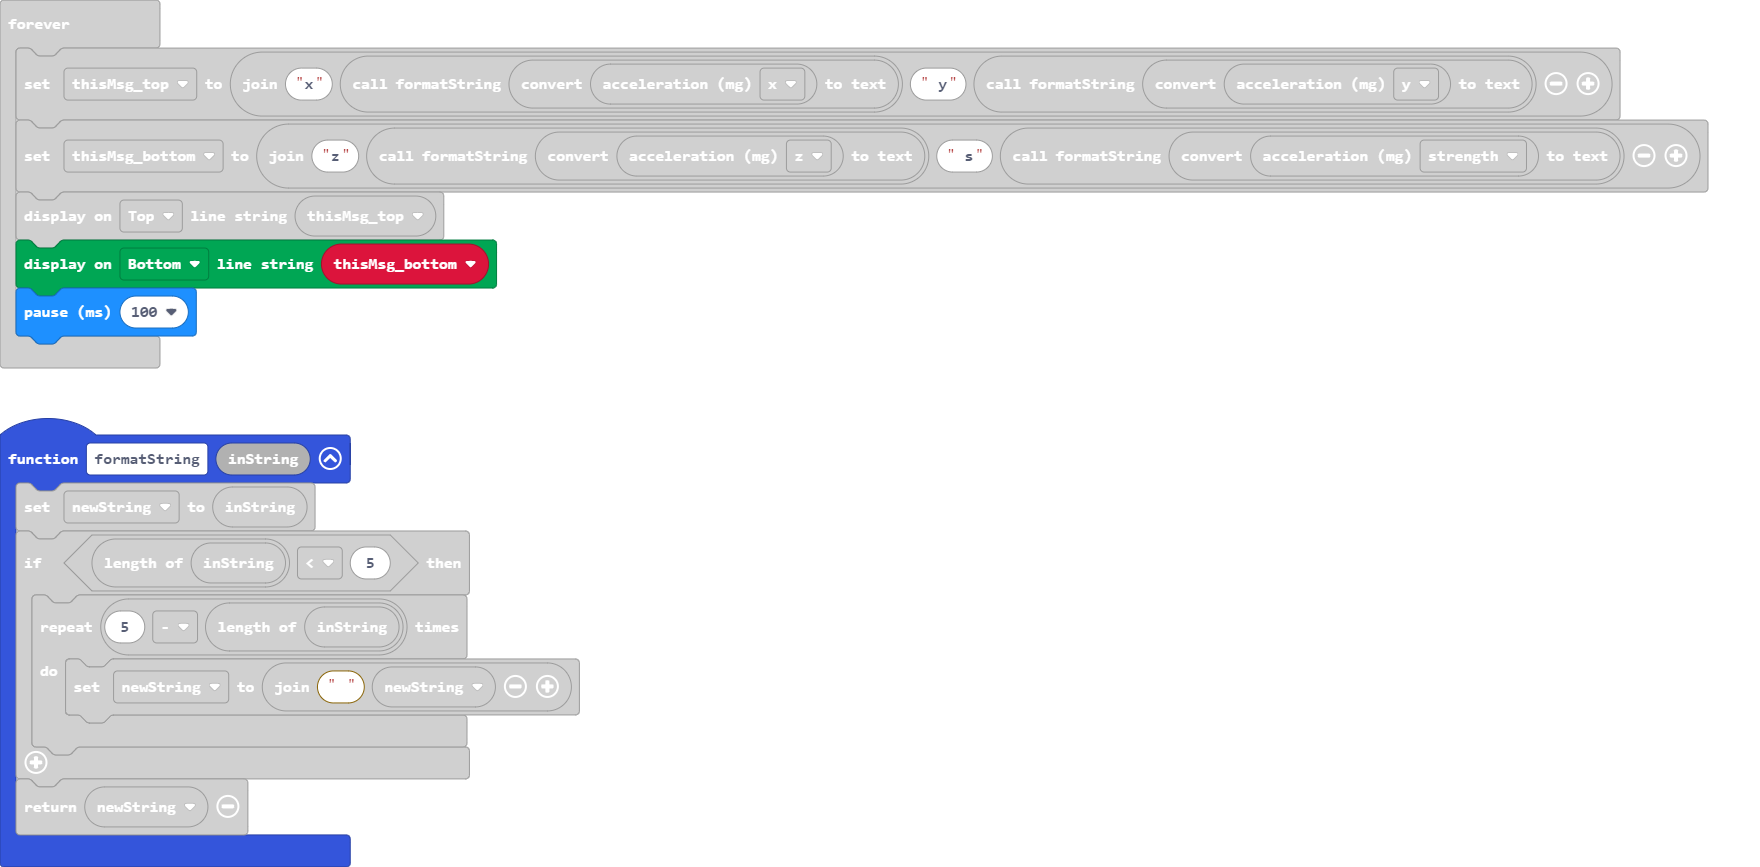 forever
set thisMsg_top to join "x" call formatString convert acceleration (mg) x to text " y" call formatString convert acceleration (mg) y to text
set thisMsg_bottom to join "z" call formatString convert acceleration (mg) z to text " s" call formatString convert acceleration (mg) strength to text
display on Top line string thisMsg_top
display on Bottom line string thisMsg_bottom
pause (ms) 100
function formatString inString
set newString to inString
if length of inString < 5 then
repeat 5 - length of inString times
do set newString to join " " newString
return newString